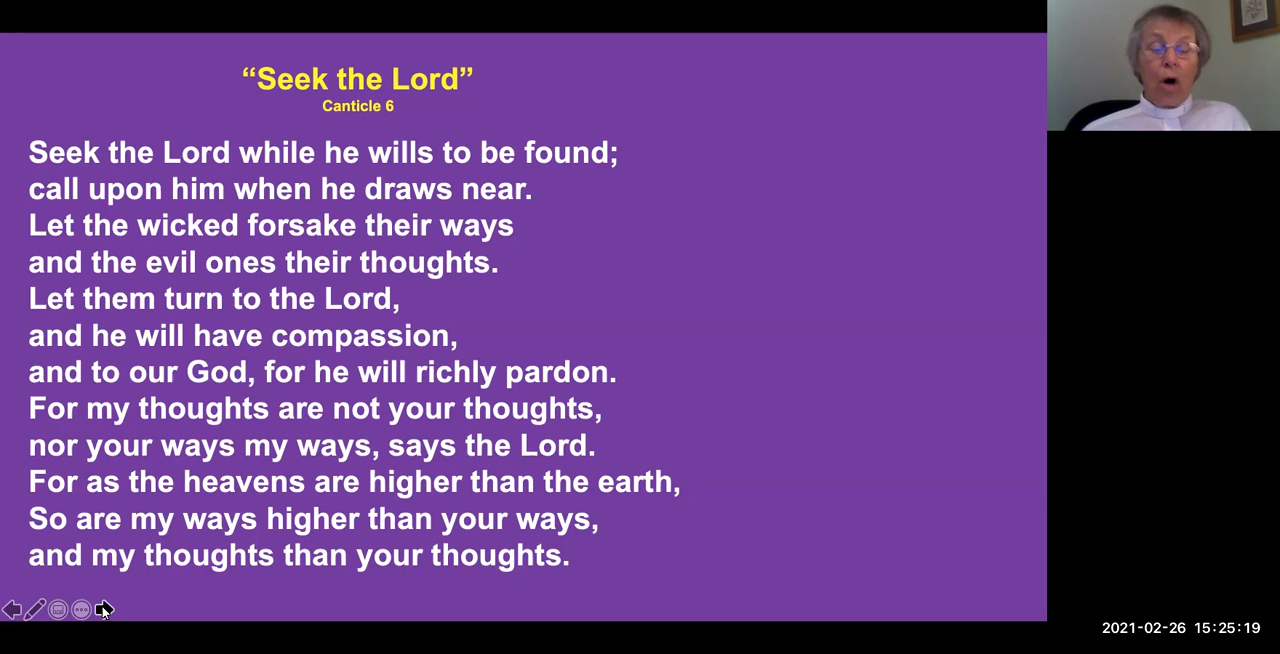 “Seek the Lord”
Canticle 6
Seek the Lord while he wills to be found;
call upon him when he draws near.
Let the wicked forsake their ways
and the evil ones their thoughts.
Let them turn to the Lord,
and he will have compassion,
and to our God, for he will richly pardon.
For my thoughts are not your thoughts,
nor your ways my ways, says the Lord.
For as the heavens are higher than the earth,
So are my ways higher than your ways,
and my thoughts than your thoughts.
2021-02-26 15:25:19